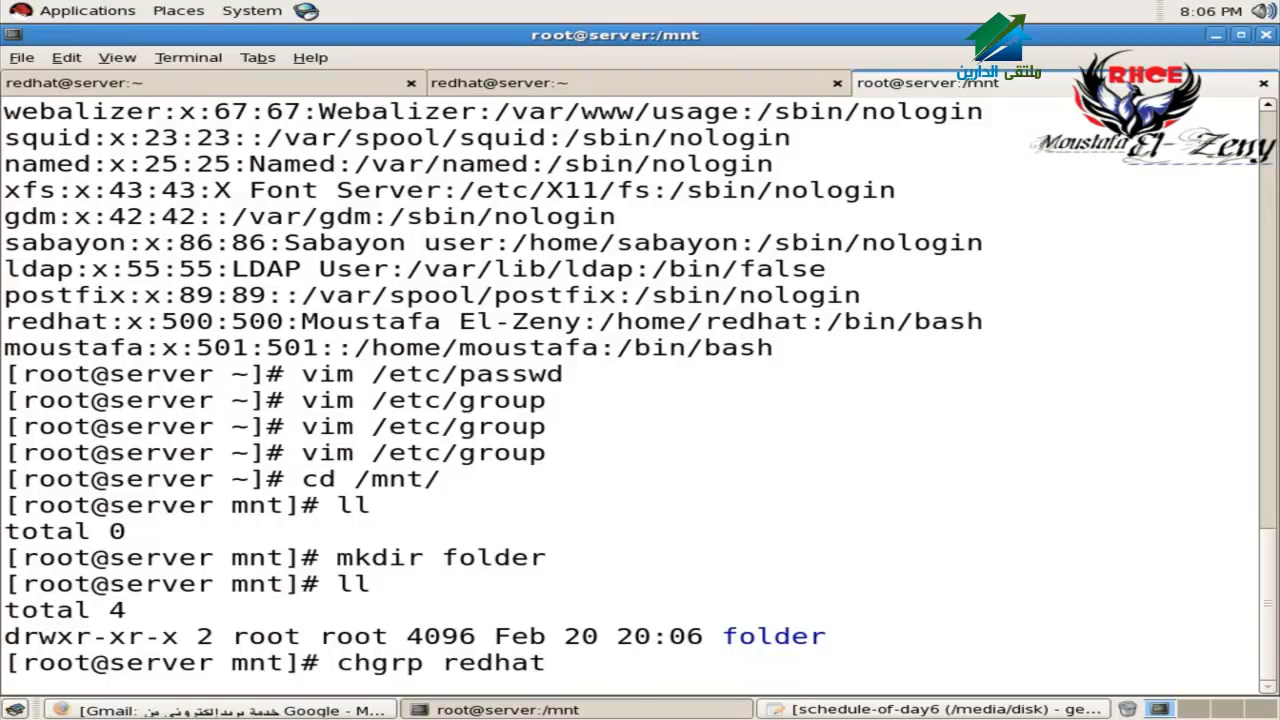 Applications Places System 8:06 PM
root@server:/mnt
File Edit View Terminal Tabs Help
redhat@server:~ redhat@server:~ root@server:/mnt
ملتقى الدارين
RHCE
Moustafa El-Zeny
webalizer:x:67:67:Webalizer:/var/www/usage:/sbin/nologin
squid:x:23:23::/var/spool/squid:/sbin/nologin
named:x:25:25:Named:/var/named:/sbin/nologin
xfs:x:43:43:X Font Server:/etc/X11/fs:/sbin/nologin
gdm:x:42:42::/var/gdm:/sbin/nologin
sabayon:x:86:86:Sabayon user:/home/sabayon:/sbin/nologin
ldap:x:55:55:LDAP User:/var/lib/ldap:/bin/false
postfix:x:89:89::/var/spool/postfix:/sbin/nologin
redhat:x:500:500:Moustafa El-Zeny:/home/redhat:/bin/bash
moustafa:x:501:501::/home/moustafa:/bin/bash
[root@server ~]# vim /etc/passwd
[root@server ~]# vim /etc/group
[root@server ~]# vim /etc/group
[root@server ~]# vim /etc/group
[root@server ~]# cd /mnt/
[root@server mnt]# ll
total 0
[root@server mnt]# mkdir folder
[root@server mnt]# ll
total 4
drwxr-xr-x 2 root root 4096 Feb 20 20:06 folder
[root@server mnt]# chgrp redhat
[Gmail: خدمة بريد إلكتروني من Google - M... root@server:/mnt [schedule-of-day6 (/media/disk) - ge...